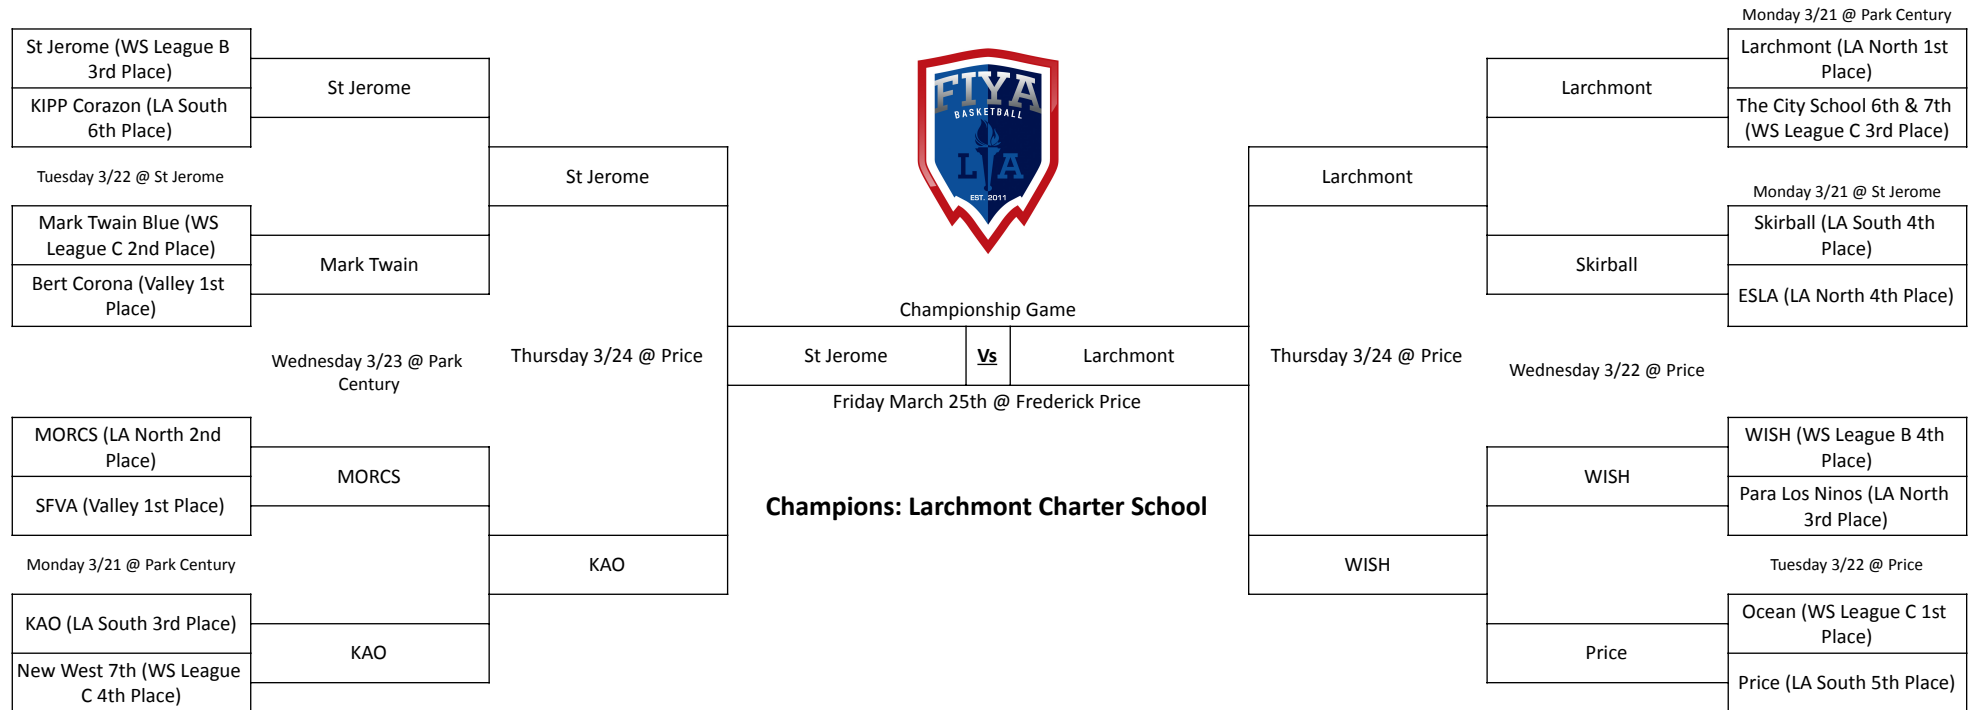 St Jerome (WS League B
3rd Place)
KIPP Corazon (LA South
6th Place)
Tuesday 3/22 @ St Jerome
Mark Twain Blue (WS
League C 2nd Place)
Bert Corona (Valley 1st
Place)
MORCS (LA North 2nd
Place)
SFVA (Valley 1st Place)
Monday 3/21 @ Park Century
KAO (LA South 3rd Place)
New West 7th (WS League
C 4th Place)
St Jerome
Mark Twain
Wednesday 3/23 @ Park
Century
MORCS
KAO
St Jerome
Thursday 3/24 @ Price
KAO
FIYA
BASKETBALL
LA
EST. 2011
Championship Game
St Jerome Vs Larchmont
Friday March 25th @ Frederick Price
Champions: Larchmont Charter School
Larchmont
Thursday 3/24 @ Price
WISH
Larchmont
Skirball
Wednesday 3/22 @ Price
WISH
Price
Monday 3/21 @ Park Century
Larchmont (LA North 1st
Place)
The City School 6th & 7th
(WS League C 3rd Place)
Monday 3/21 @ St Jerome
Skirball (LA South 4th
Place)
ESLA (LA North 4th Place)
WISH (WS League B 4th
Place)
Para Los Ninos (LA North
3rd Place)
Tuesday 3/22 @ Price
Ocean (WS League C 1st
Place)
Price (LA South 5th Place)